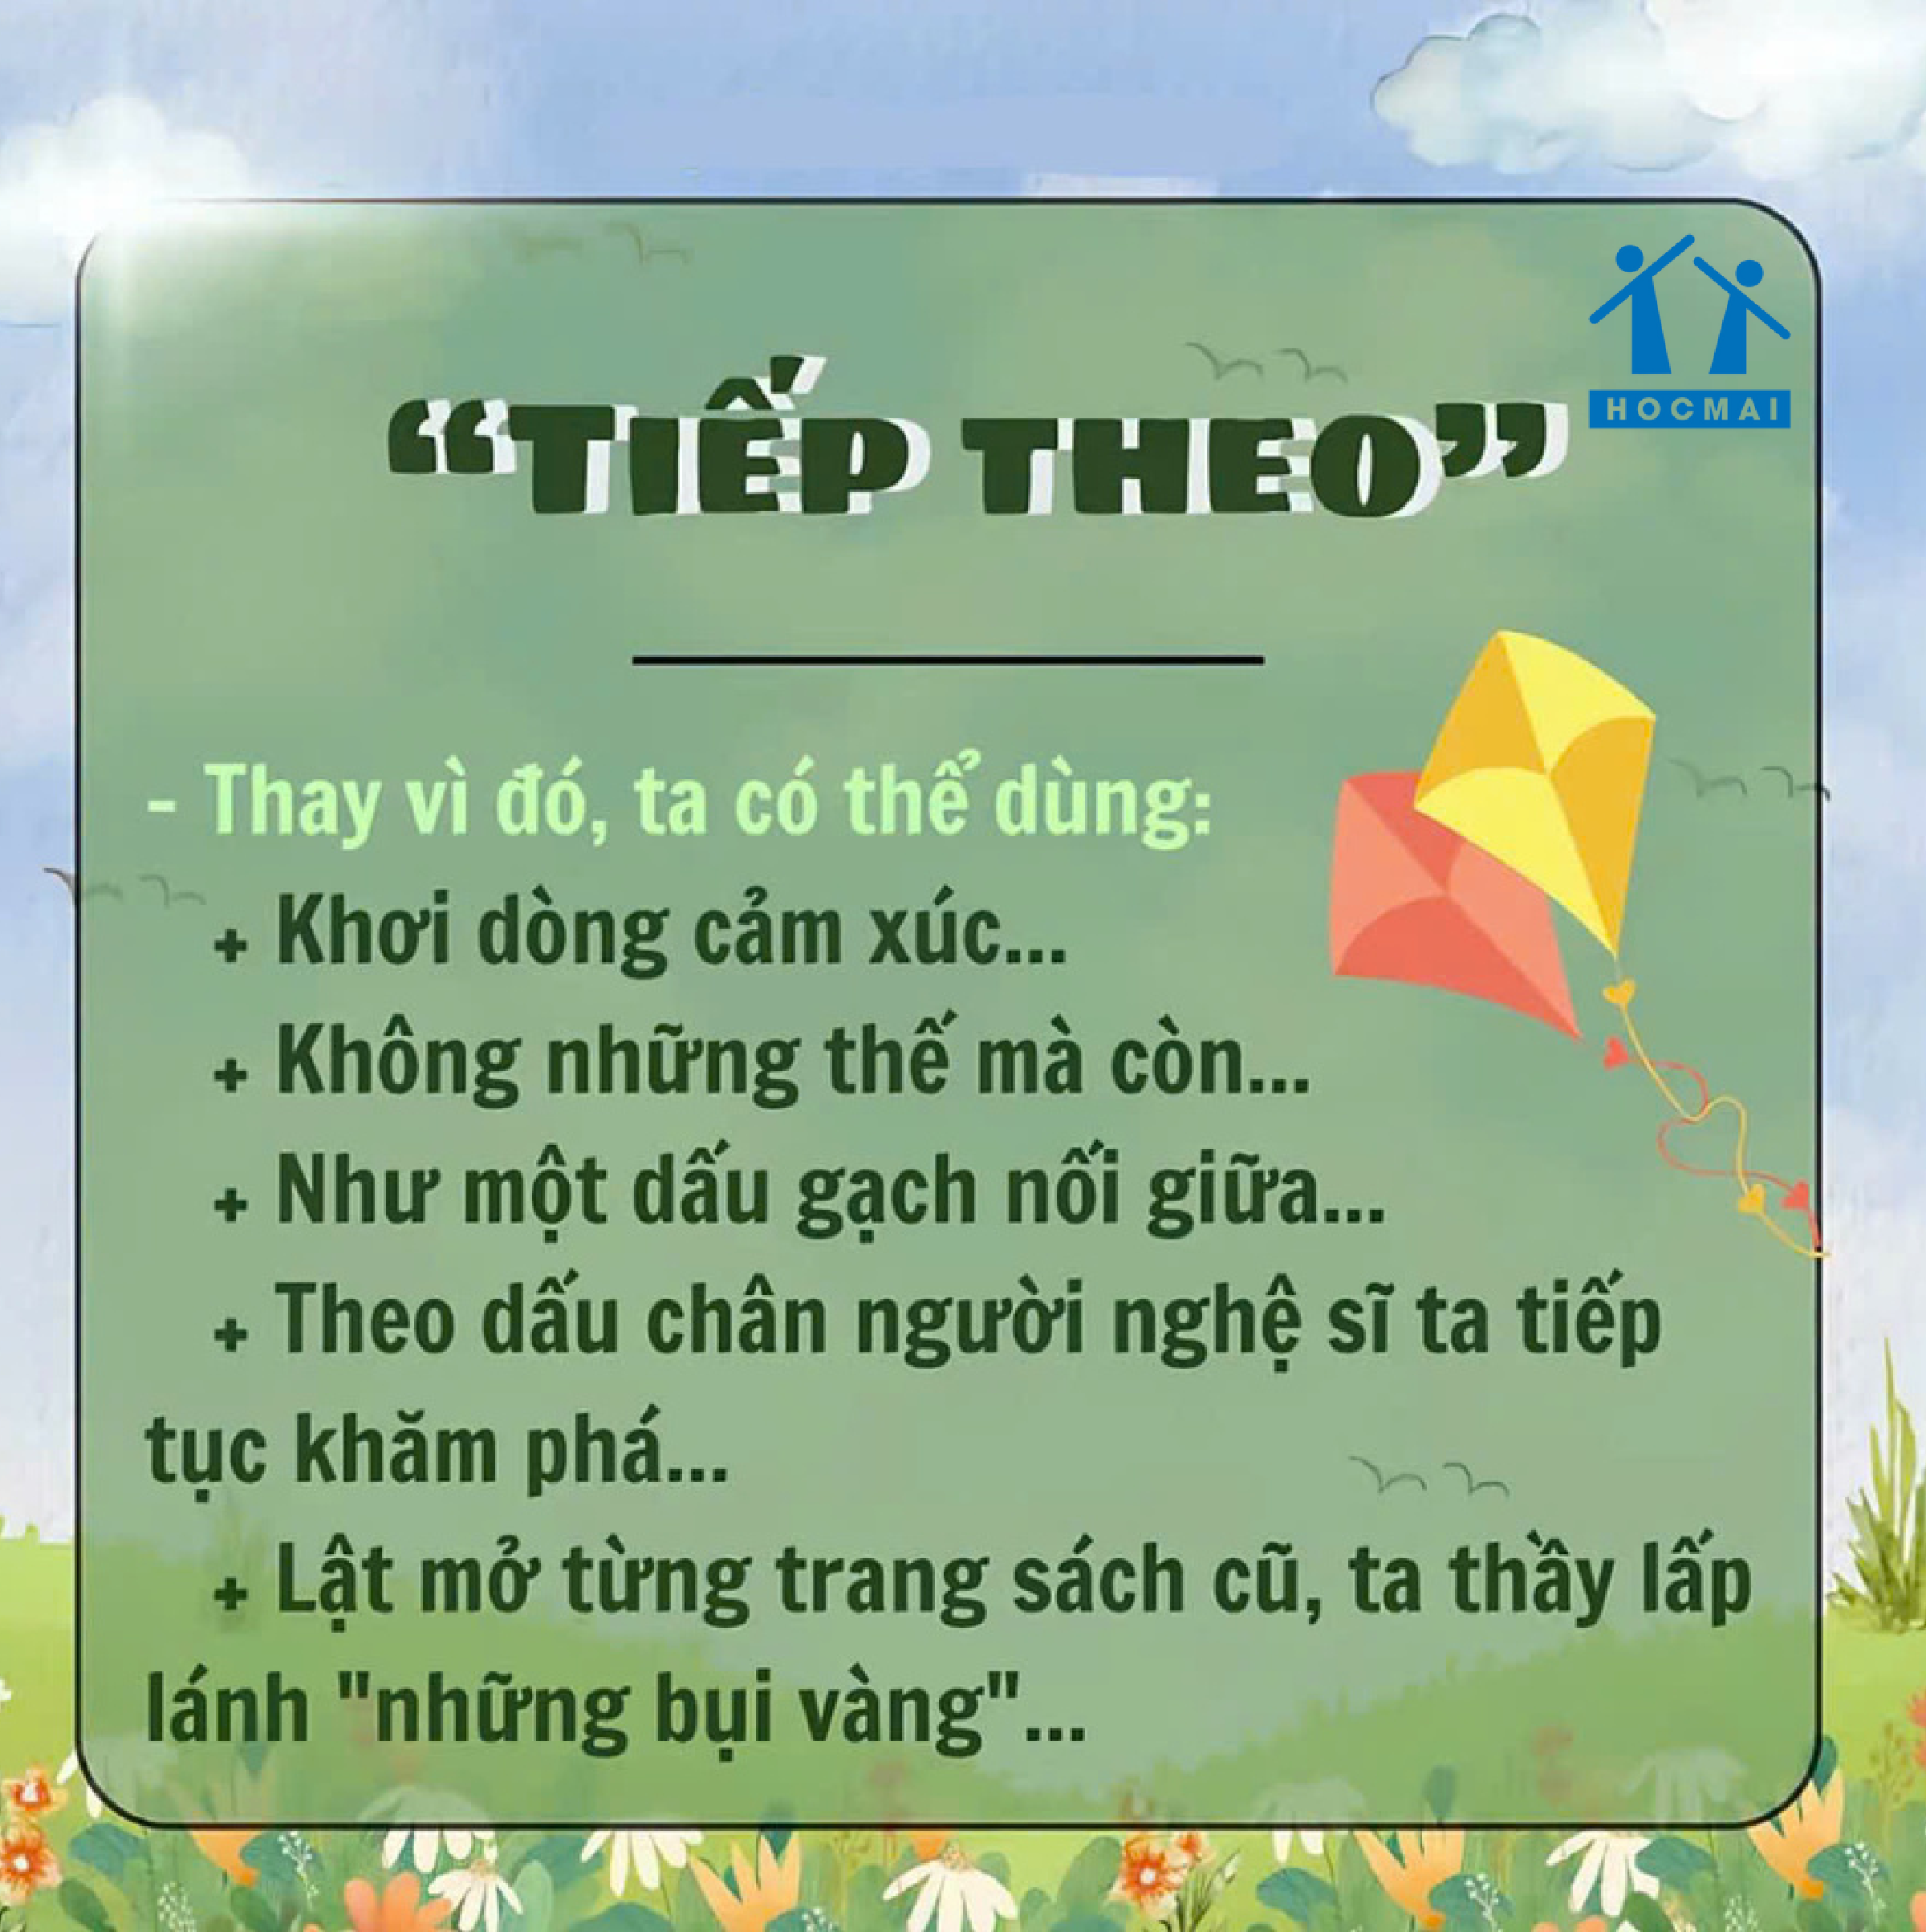 HOCMAI
“TIẾP THEO”
- Thay vì đó, ta có thể dùng:
+ Khơi dòng cảm xúc...
+ Không những thế mà còn...
+ Như một dấu gạch nối giữa...
+ Theo dấu chân người nghệ sĩ ta tiếp
tục khăm phá...
+ Lật mở từng trang sách cũ, ta thầy lấp
lánh "những bụi vàng"...